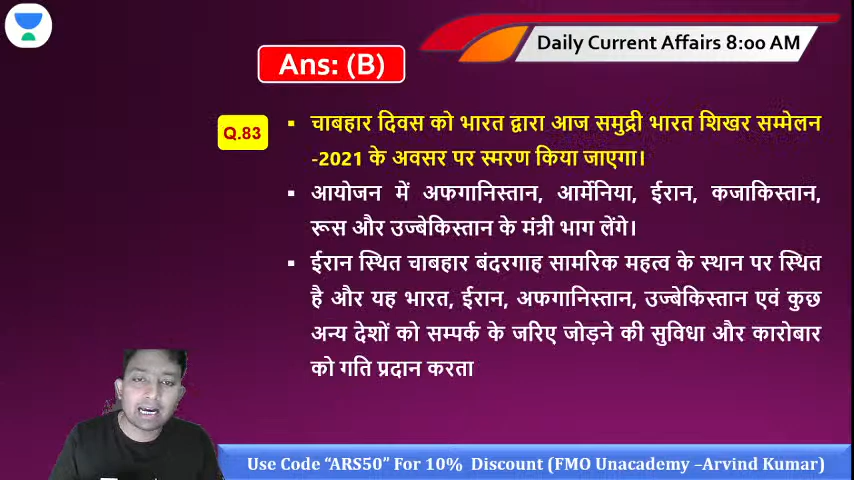 Daily Current Affairs 8:00 AM
Ans: (B)
Q.83
▪ चाबहार दिवस को भारत द्वारा आज समुद्री भारत शिखर सम्मेलन
-2021 के अवसर पर स्मरण किया जाएगा।
▪ आयोजन में अफगानिस्तान, आर्मेनिया, ईरान, कजाकिस्तान,
रूस और उज्बेकिस्तान के मंत्री भाग लेंगे।
▪ ईरान स्थित चाबहार बंदरगाह सामरिक महत्व के स्थान पर स्थित
है और यह भारत, ईरान, अफगानिस्तान, उज्बेकिस्तान एवं कुछ
अन्य देशों को सम्पर्क के जरिए जोड़ने की सुविधा और कारोबार
को गति प्रदान करता
Use Code “ARS50” For 10% Discount (FMO Unacademy –Arvind Kumar)